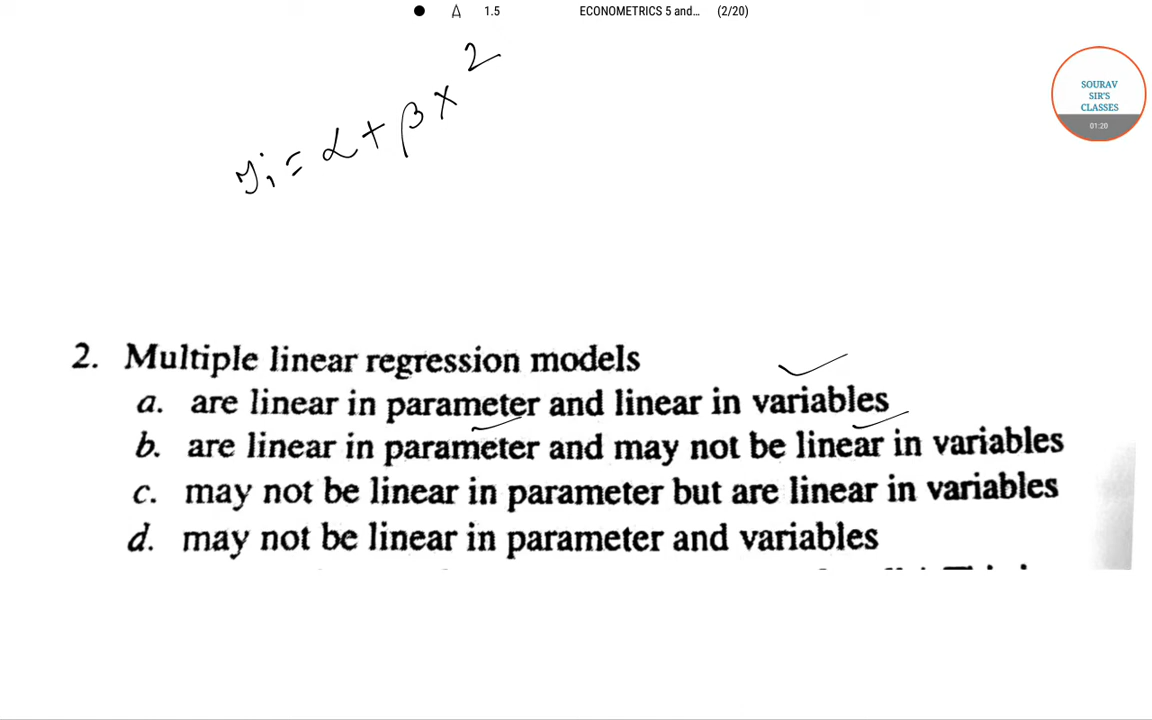 1.5 ECONOMETRICS 5 and... (2/20)
SOURAV
SIR'S
CLASSES
01:20
yi = α + βx²
2. Multiple linear regression models
a. are linear in parameter and linear in variables
b. are linear in parameter and may not be linear in variables
c. may not be linear in parameter but are linear in variables
d. may not be linear in parameter and variables